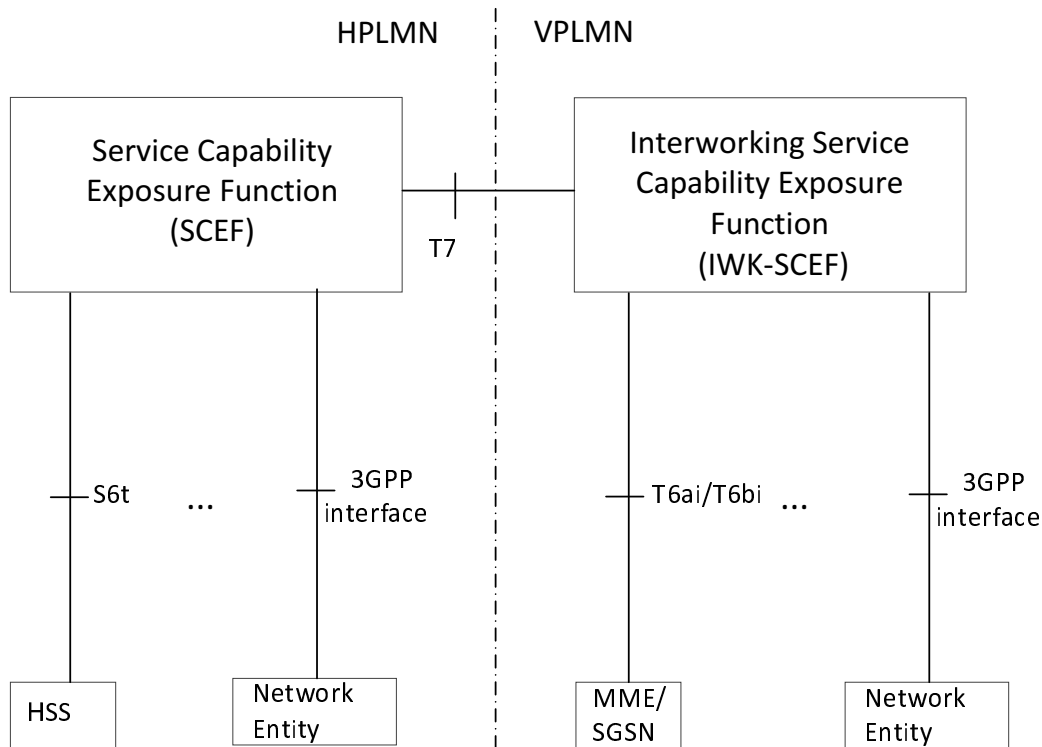 HPLMN
VPLMN
Service Capability
Exposure Function
(SCEF)
Interworking Service
Capability Exposure
Function
(IWK-SCEF)
T7
S6t
...
3GPP
interface
T6ai/T6bi
...
3GPP
interface
HSS
Network
Entity
MME/
SGSN
Network
Entity